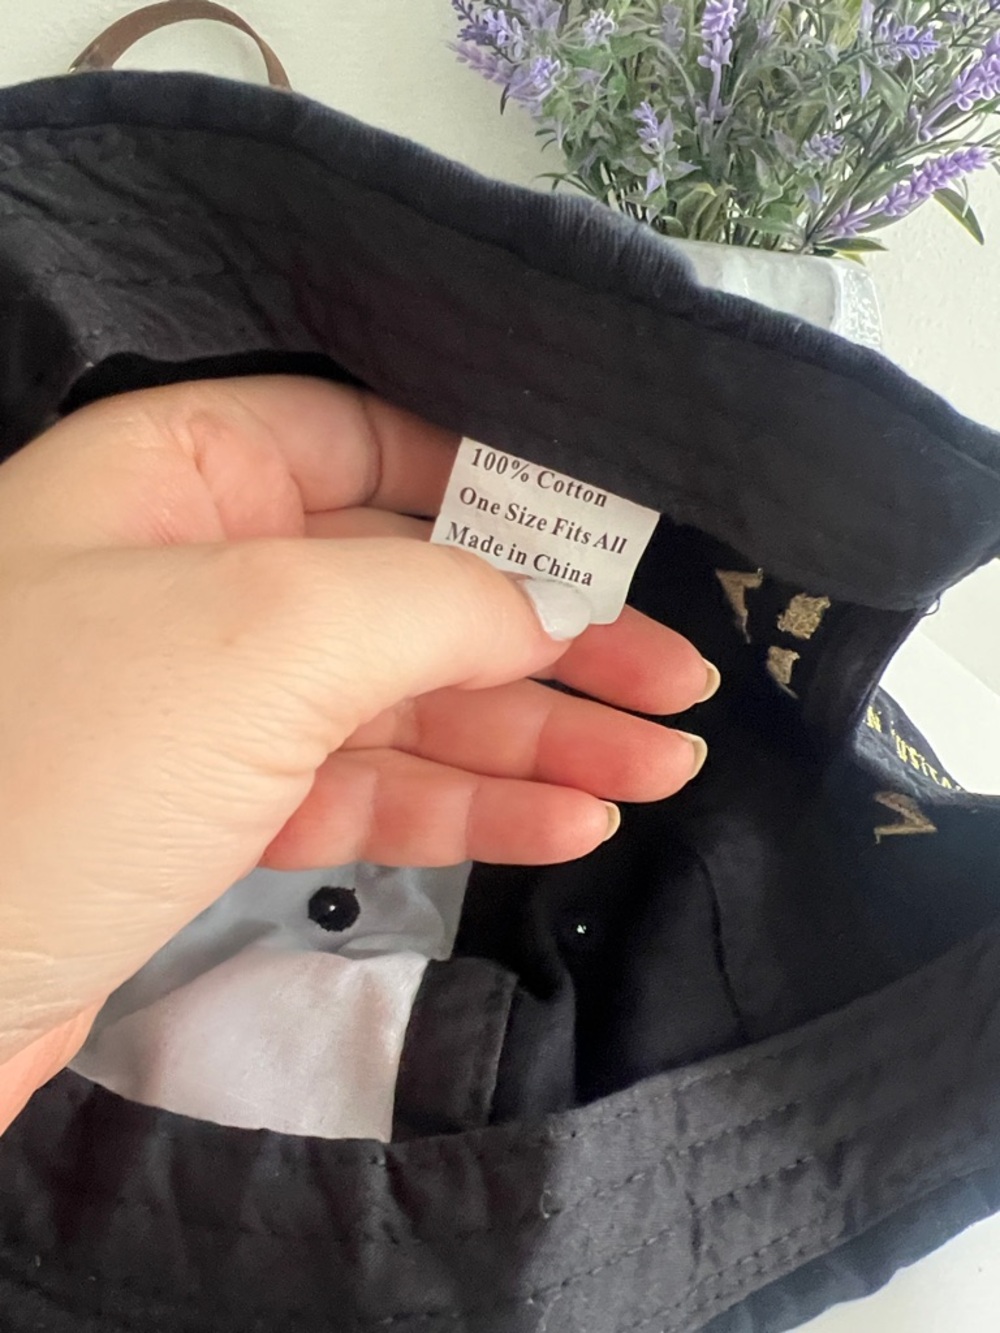 100% Cotton
One Size Fits All
Made in China